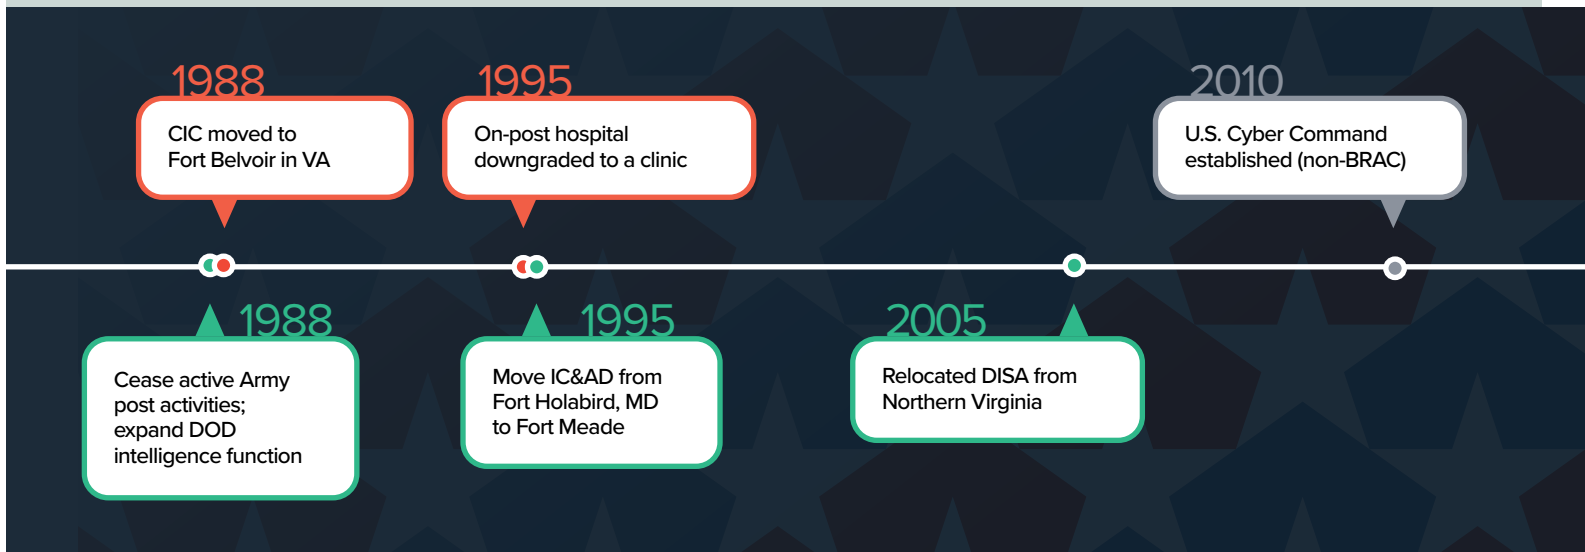 1988
CIC moved to
Fort Belvoir in VA
1995
On-post hospital
downgraded to a clinic
2010
U.S. Cyber Command
established (non-BRAC)
1988
Cease active Army
post activities;
expand DOD
intelligence function
1995
Move IC&AD from
Fort Holabird, MD
to Fort Meade
2005
Relocated DISA from
Northern Virginia